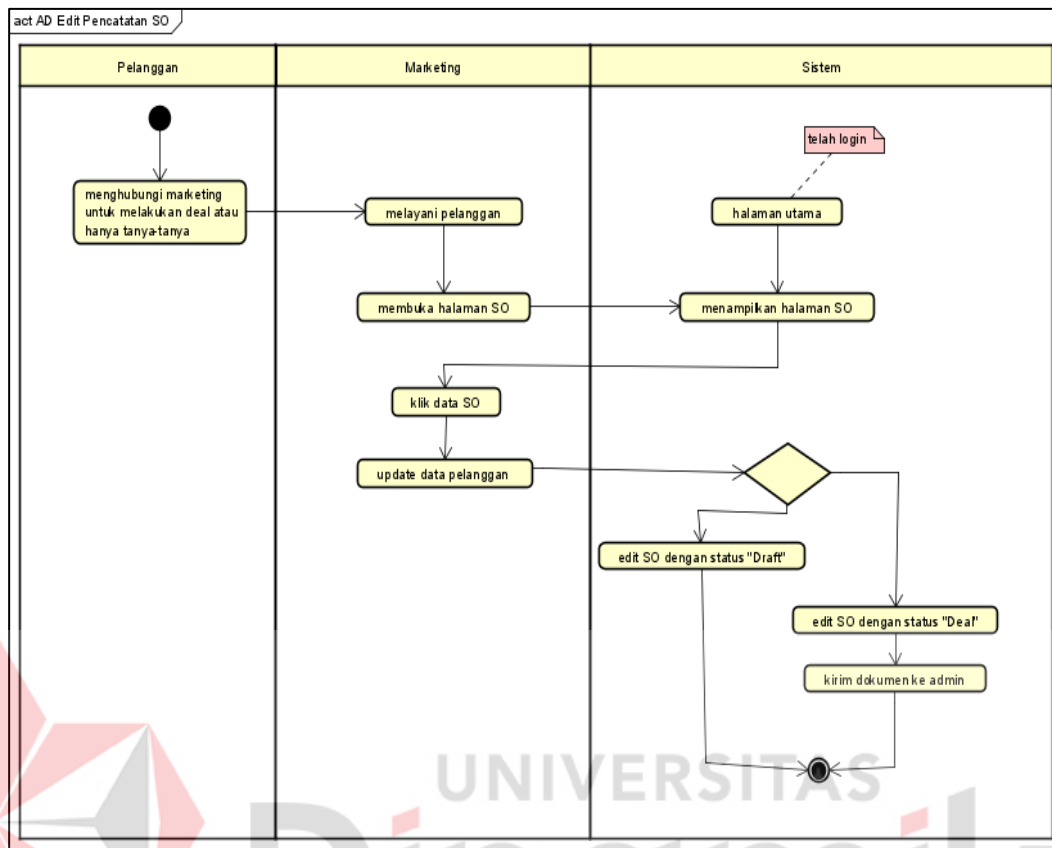 act AD Edit Pencatatan SO
Pelanggan
Marketing
Sistem
telah login
menghubungi marketing
untuk melakukan deal atau
hanya tanya-tanya
melayani pelanggan
halaman utama
membuka halaman SO
menampilkan halaman SO
klik data SO
update data pelanggan
edit SO dengan status "Draft"
edit SO dengan status "Deal"
kirim dokumen ke admin
UNIVERSITAS